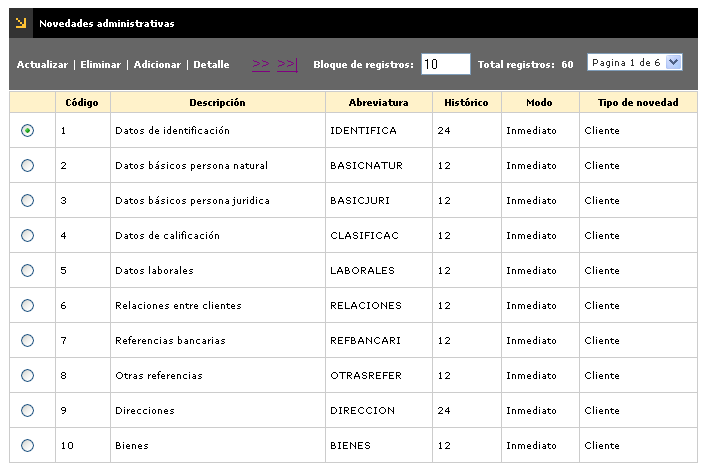 Novedades administrativas
Actualizar | Eliminar | Adicionar | Detalle >> >>| Bloque de registros: 10 Total registros: 60 Pagina 1 de 6
Código Descripción Abreviatura Histórico Modo Tipo de novedad
1 Datos de identificación IDENTIFICA 24 Inmediato Cliente
2 Datos básicos persona natural BASICNATUR 12 Inmediato Cliente
3 Datos básicos persona juridica BASICJURI 12 Inmediato Cliente
4 Datos de calificación CLASIFICAC 12 Inmediato Cliente
5 Datos laborales LABORALES 12 Inmediato Cliente
6 Relaciones entre clientes RELACIONES 12 Inmediato Cliente
7 Referencias bancarias REFBANCARI 12 Inmediato Cliente
8 Otras referencias OTRASREFER 12 Inmediato Cliente
9 Direcciones DIRECCION 24 Inmediato Cliente
10 Bienes BIENES 12 Inmediato Cliente